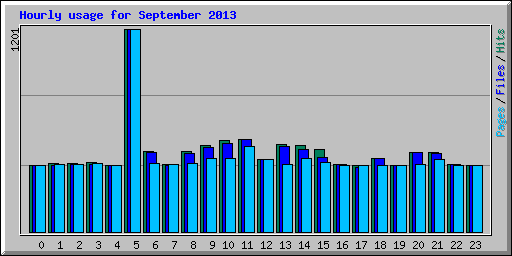 Hourly usage for September 2013
1201
Pages / Files / Hits
0 1 2 3 4 5 6 7 8 9 10 11 12 13 14 15 16 17 18 19 20 21 22 23